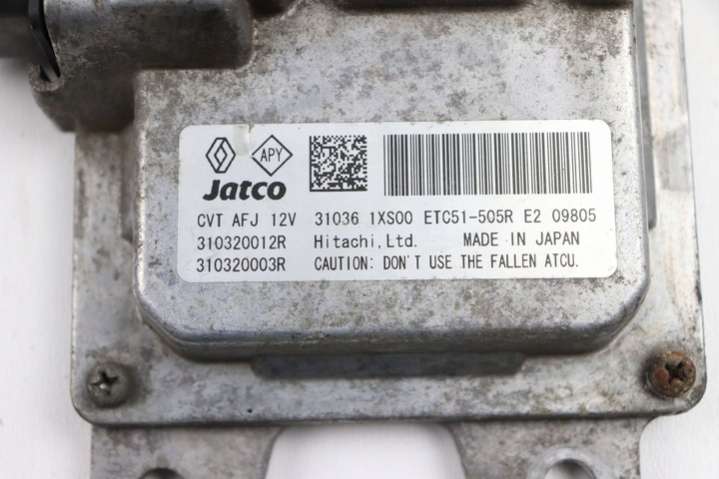 APY
Jatco
CVT AFJ 12V 31036 1XS00 ETC51-505R E2 09805
310320012R Hitachi,Ltd. MADE IN JAPAN
310320003R CAUTION: DON'T USE THE FALLEN ATCU.